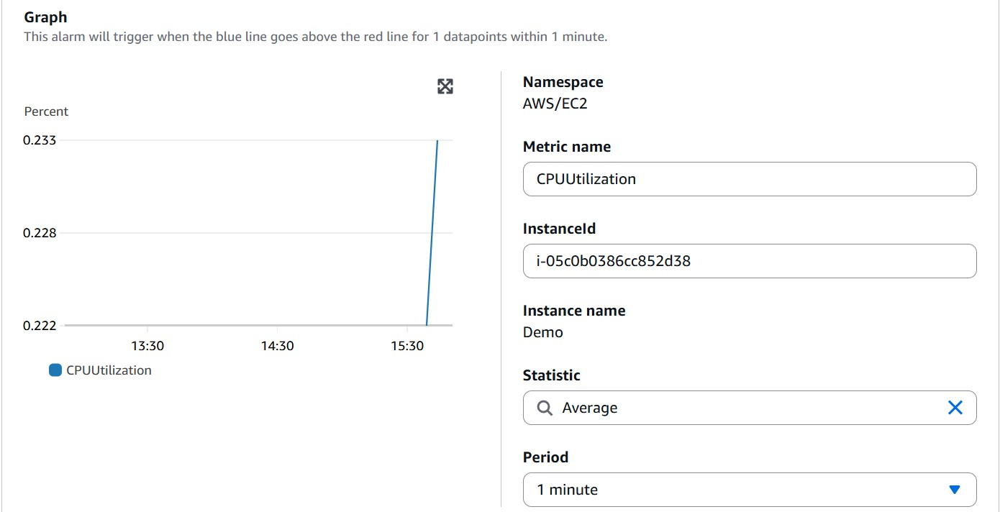 Graph
This alarm will trigger when the blue line goes above the red line for 1 datapoints within 1 minute.
Percent
0.233
0.228
0.222
13:30 14:30 15:30
CPUUtilization
Namespace
AWS/EC2
Metric name
CPUUtilization
InstanceId
i-05c0b0386cc852d38
Instance name
Demo
Statistic
Average
Period
1 minute